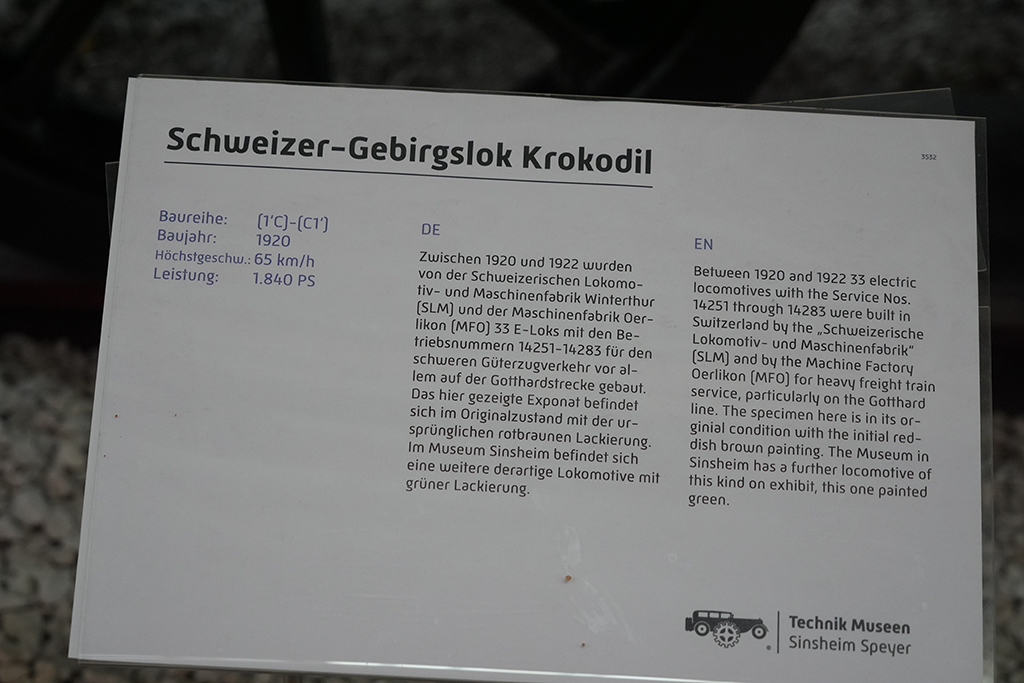 Schweizer-Gebirgslok Krokodil
3532
Baureihe: (1'C)-(C1')
Baujahr: 1920
Höchstgeschw.: 65 km/h
Leistung: 1.840 PS
DE
Zwischen 1920 und 1922 wurden
von der Schweizerischen Lokomo-
tiv- und Maschinenfabrik Winterthur
(SLM) und der Maschinenfabrik Oer-
likon (MFO) 33 E-Loks mit den Be-
triebsnummern 14251-14283 für den
schweren Güterzugverkehr vor al-
lem auf der Gotthardstrecke gebaut.
Das hier gezeigte Exponat befindet
sich im Originalzustand mit der ur-
sprünglichen rotbraunen Lackierung.
Im Museum Sinsheim befindet sich
eine weitere derartige Lokomotive mit
grüner Lackierung.
EN
Between 1920 and 1922 33 electric
locomotives with the Service Nos.
14251 through 14283 were built in
Switzerland by the „Schweizerische
Lokomotiv- und Maschinenfabrik“
(SLM) and by the Machine Factory
Oerlikon (MFO) for heavy freight train
service, particularly on the Gotthard
line. The specimen here is in its or-
ginial condition with the initial red-
dish brown painting. The Museum in
Sinsheim has a further locomotive of
this kind on exhibit, this one painted
green.
Technik Museen
Sinsheim Speyer